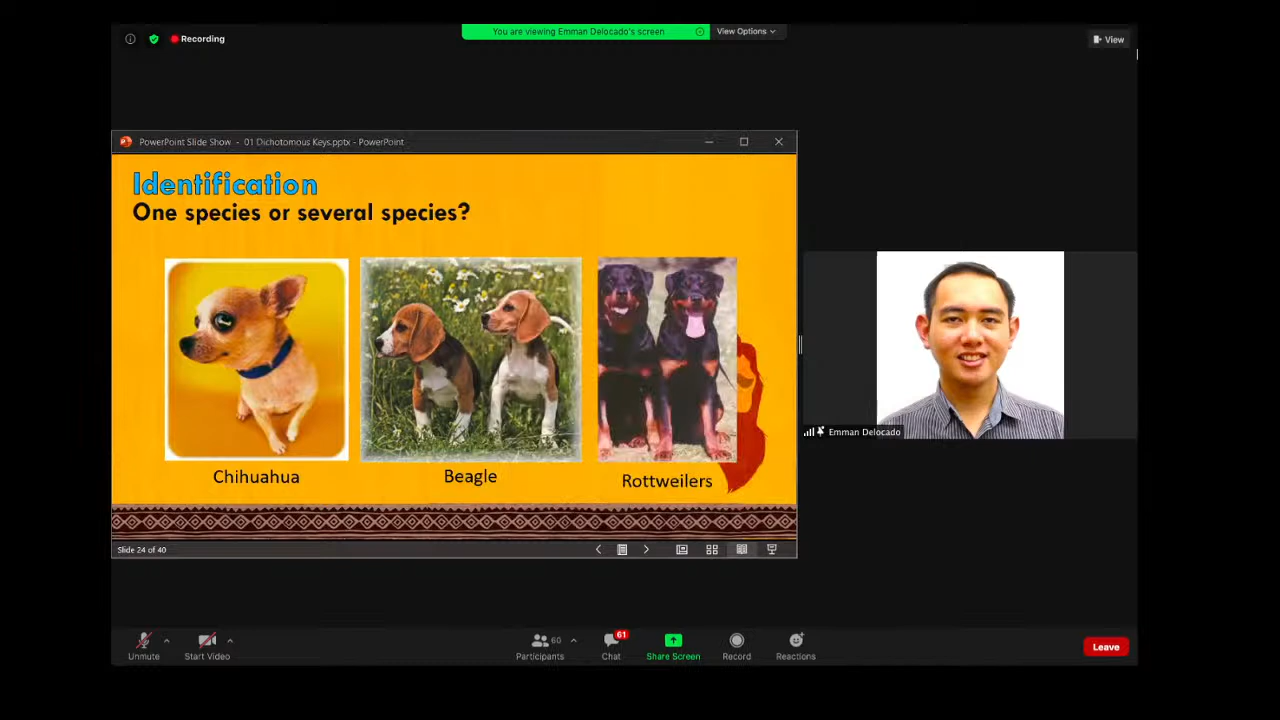 Recording
You are viewing Emman Delocado's screen
View Options
View
PowerPoint Slide Show - 01 Dichotomous Keys.pptx - PowerPoint
Identification
One species or several species?
Chihuahua
Beagle
Rottweilers
Emman Delocado
Slide 24 of 40
Unmute
Start Video
60
Participants
61
Chat
Share Screen
Record
Reactions
Leave